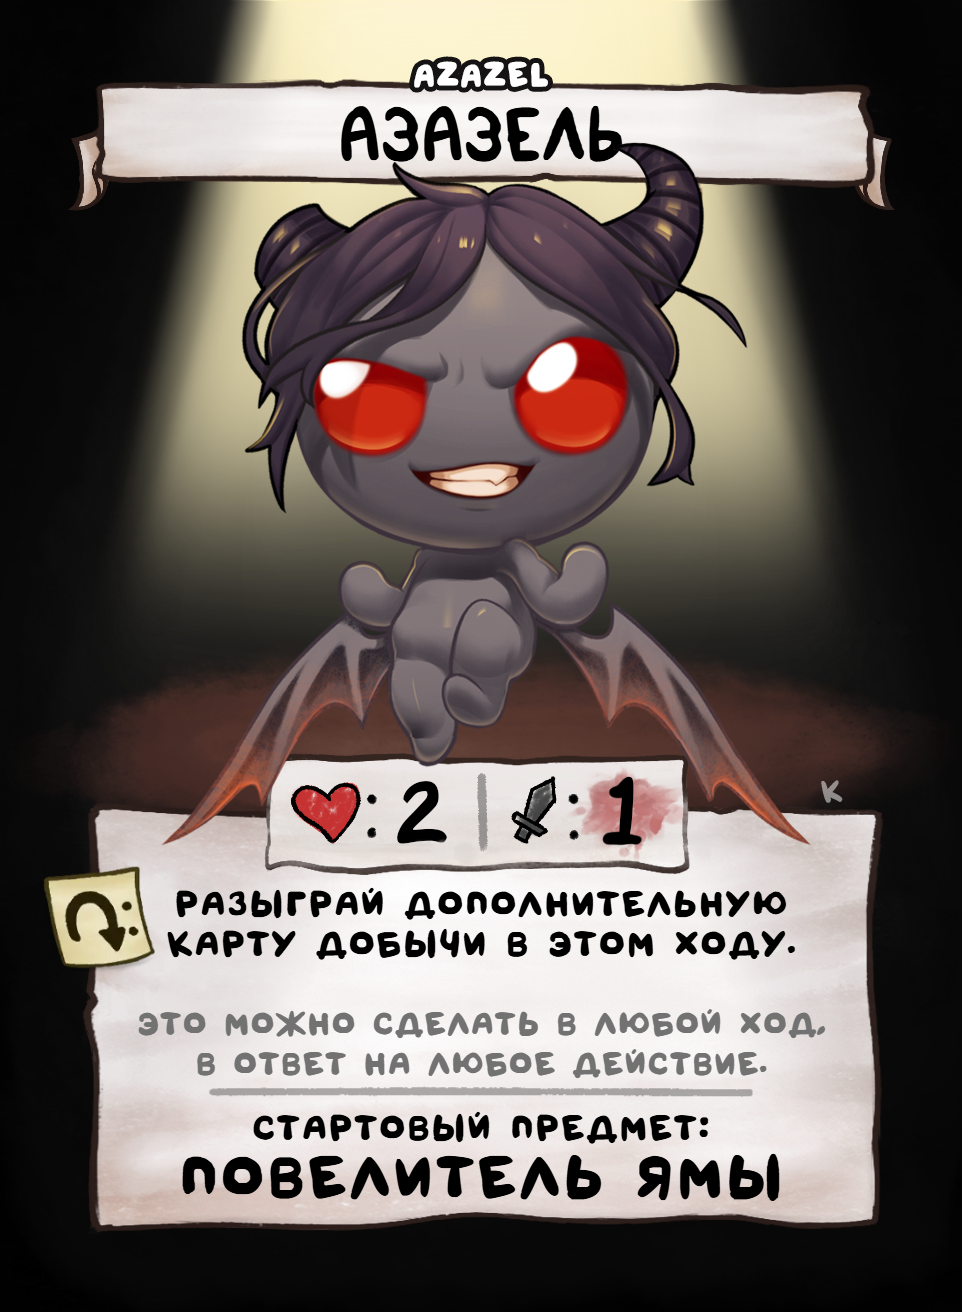 AZAZEL
АЗАЗЕЛЬ
: 2 | : 1
K
РАЗЫГРАЙ ДОПОЛНИТЕЛЬНУЮ
КАРТУ ДОБЫЧИ В ЭТОМ ХОДУ.
ЭТО МОЖНО СДЕЛАТЬ В ЛЮБОЙ ХОД,
В ОТВЕТ НА ЛЮБОЕ ДЕЙСТВИЕ.
СТАРТОВЫЙ ПРЕДМЕТ:
ПОВЕЛИТЕЛЬ ЯМЫ